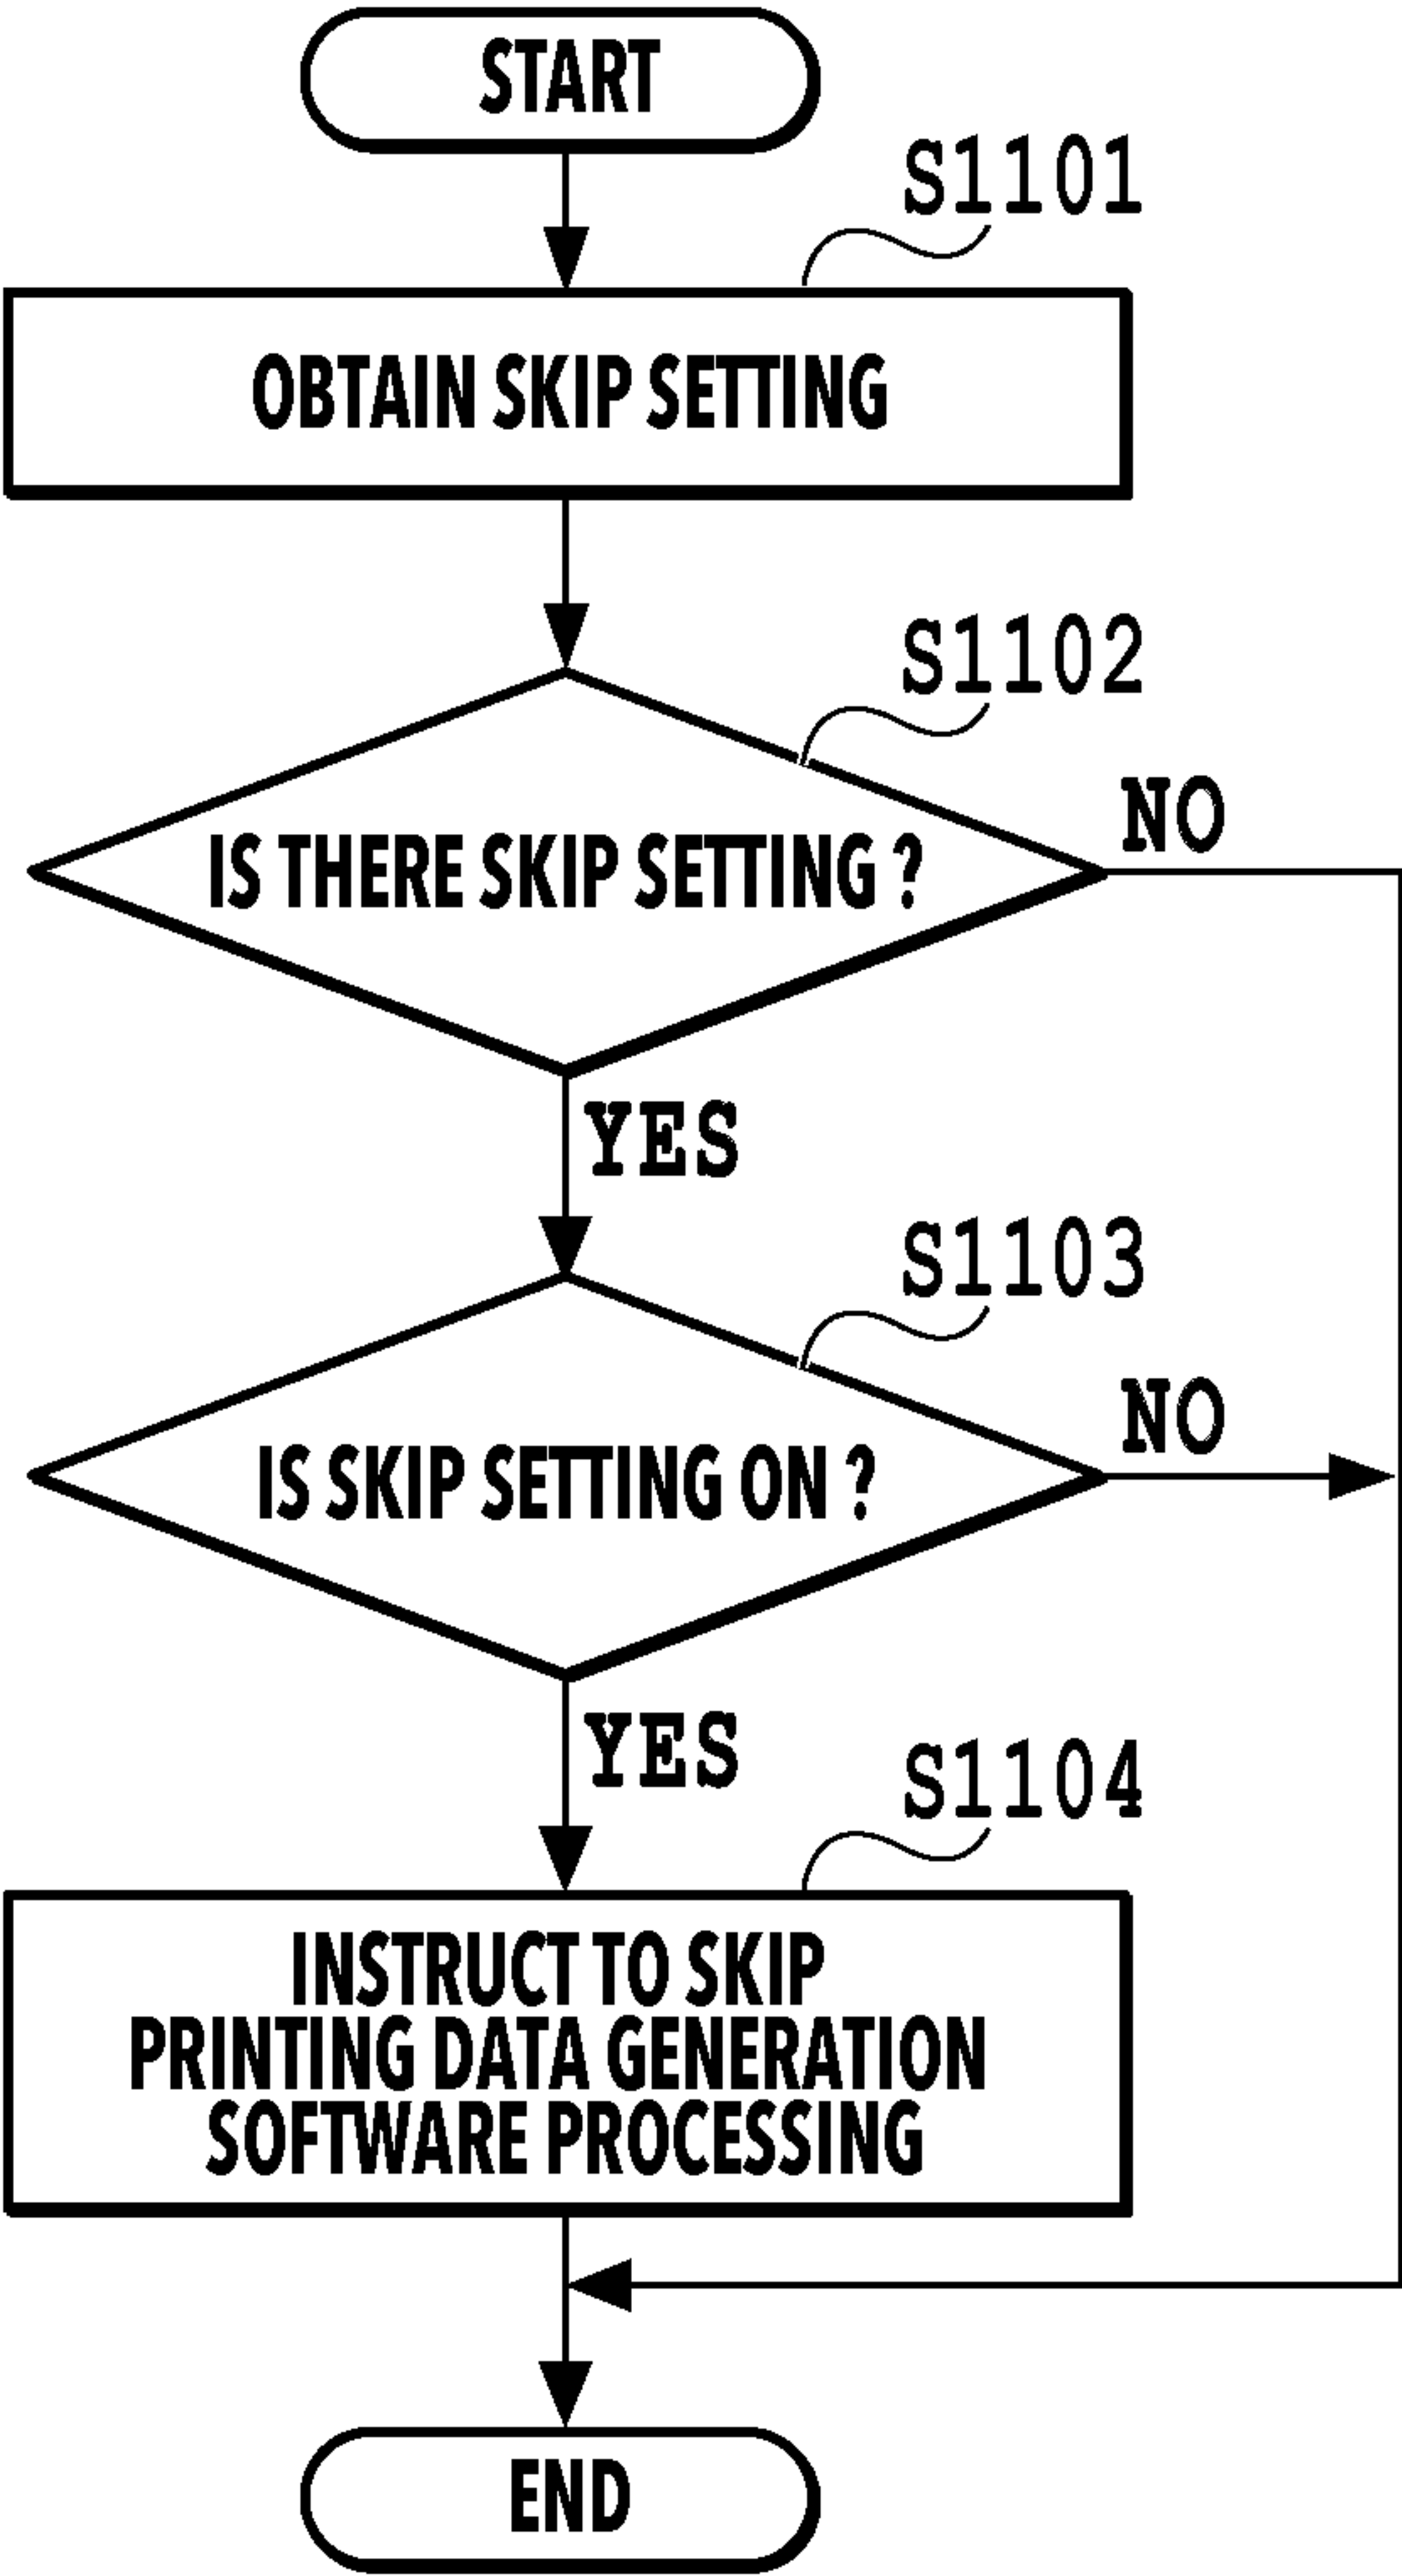 START
S1101
OBTAIN SKIP SETTING
S1102
IS THERE SKIP SETTING ?
NO
YES
S1103
IS SKIP SETTING ON ?
NO
YES
S1104
INSTRUCT TO SKIP
PRINTING DATA GENERATION
SOFTWARE PROCESSING
END